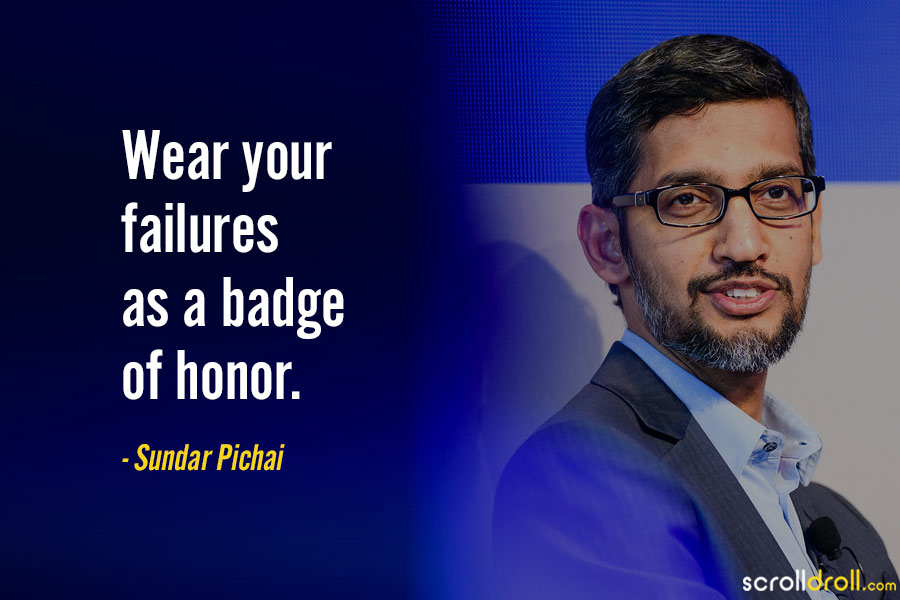 Wear your
failures
as a badge
of honor.
- Sundar Pichai
scrolldroll.com